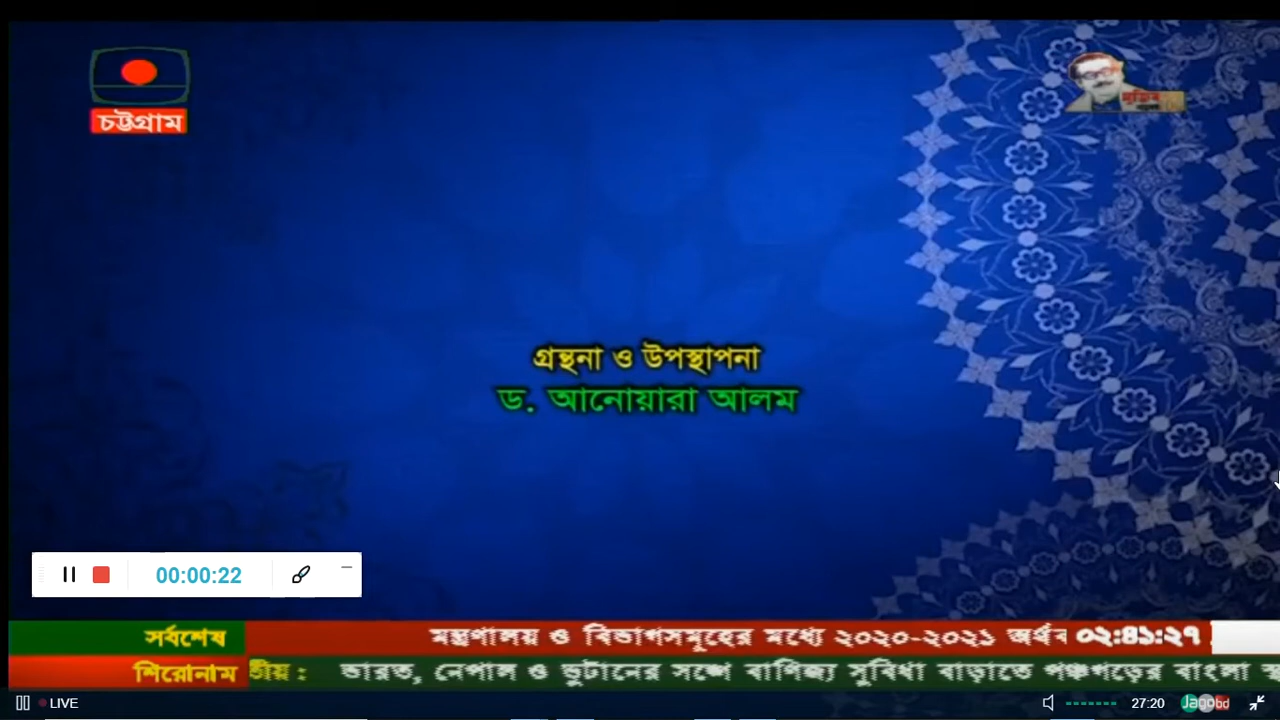 চট্টগ্রাম
মুজিব
গ্রন্থনা ও উপস্থাপনা
ড. আনোয়ারা আলম
00:00:22
সর্বশেষ মন্ত্রণালয় ও বিভাগসমূহের মধ্যে ২০২০-২০২১ অর্থব ০২:৪১:২৭
শিরোনাম তীয় : ভারত, নেপাল ও ভুটানের সঙ্গে বাণিজ্য সুবিধা বাড়াতে পঞ্চগড়ের বাংলা
LIVE 27:20 Jagobd